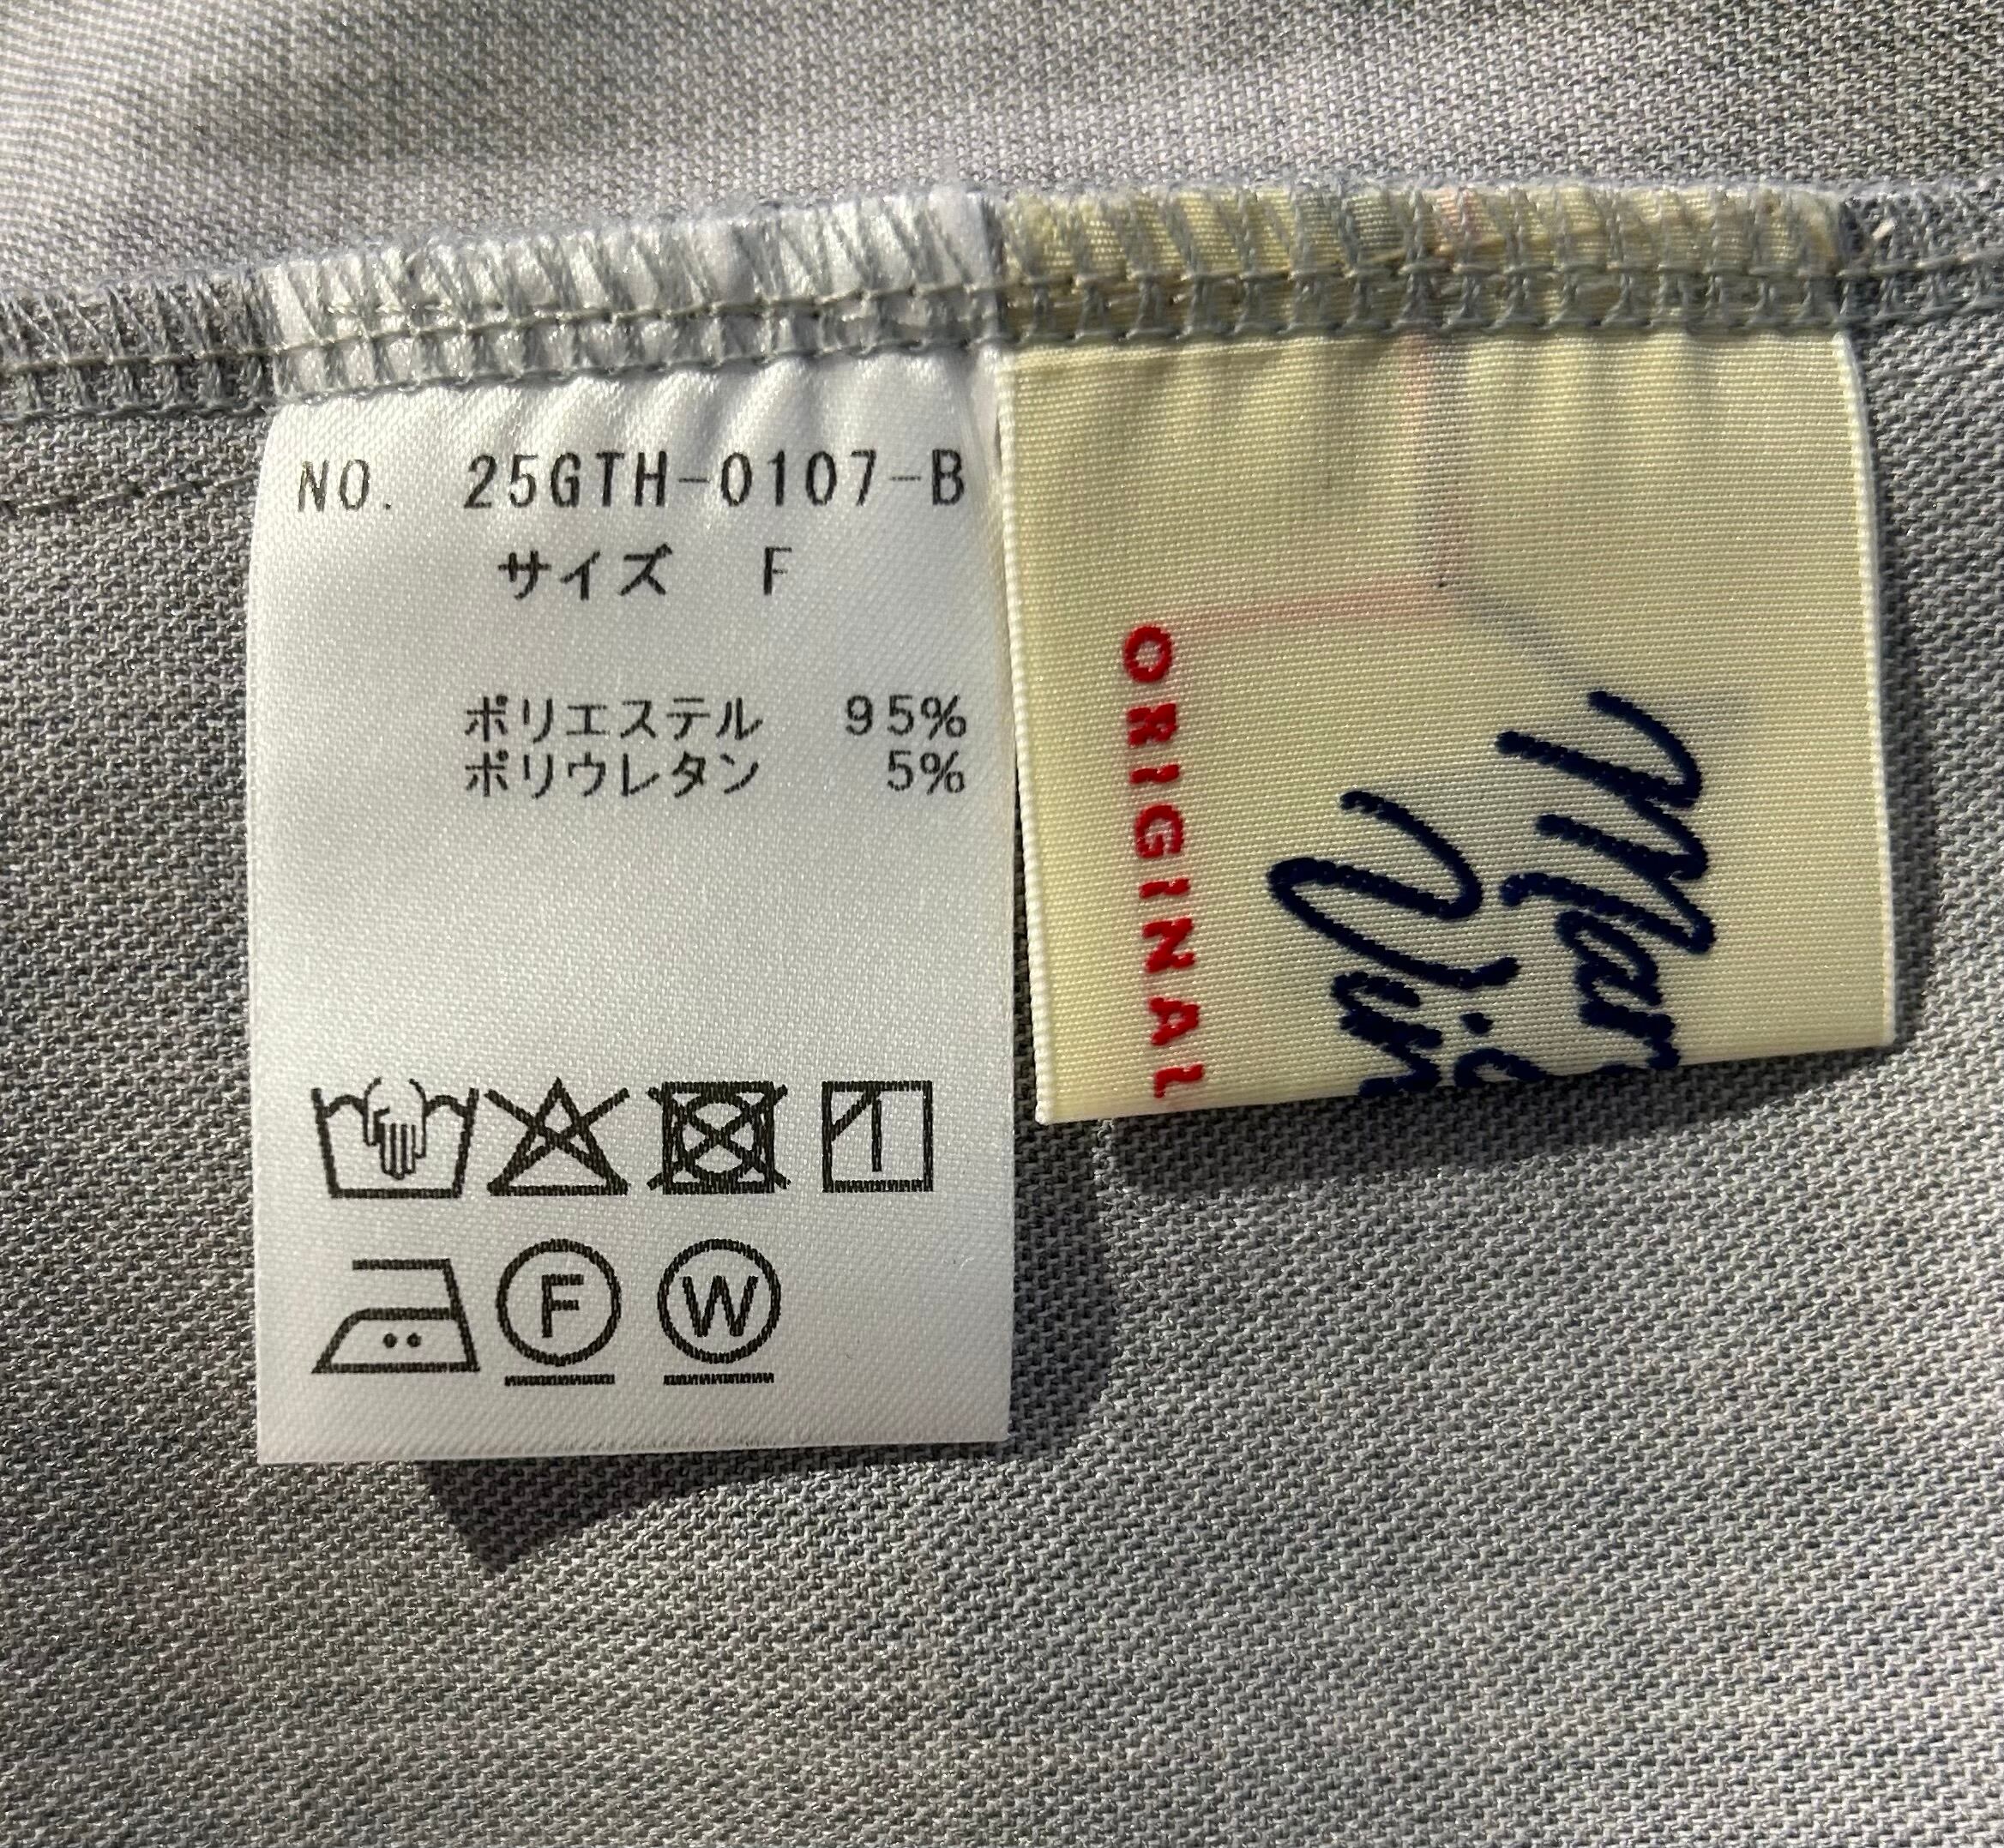 NO. 25GTH-0107-B
サイズ F
ポリエステル 95%
ポリウレタン 5%
F
W
ORIGINAL